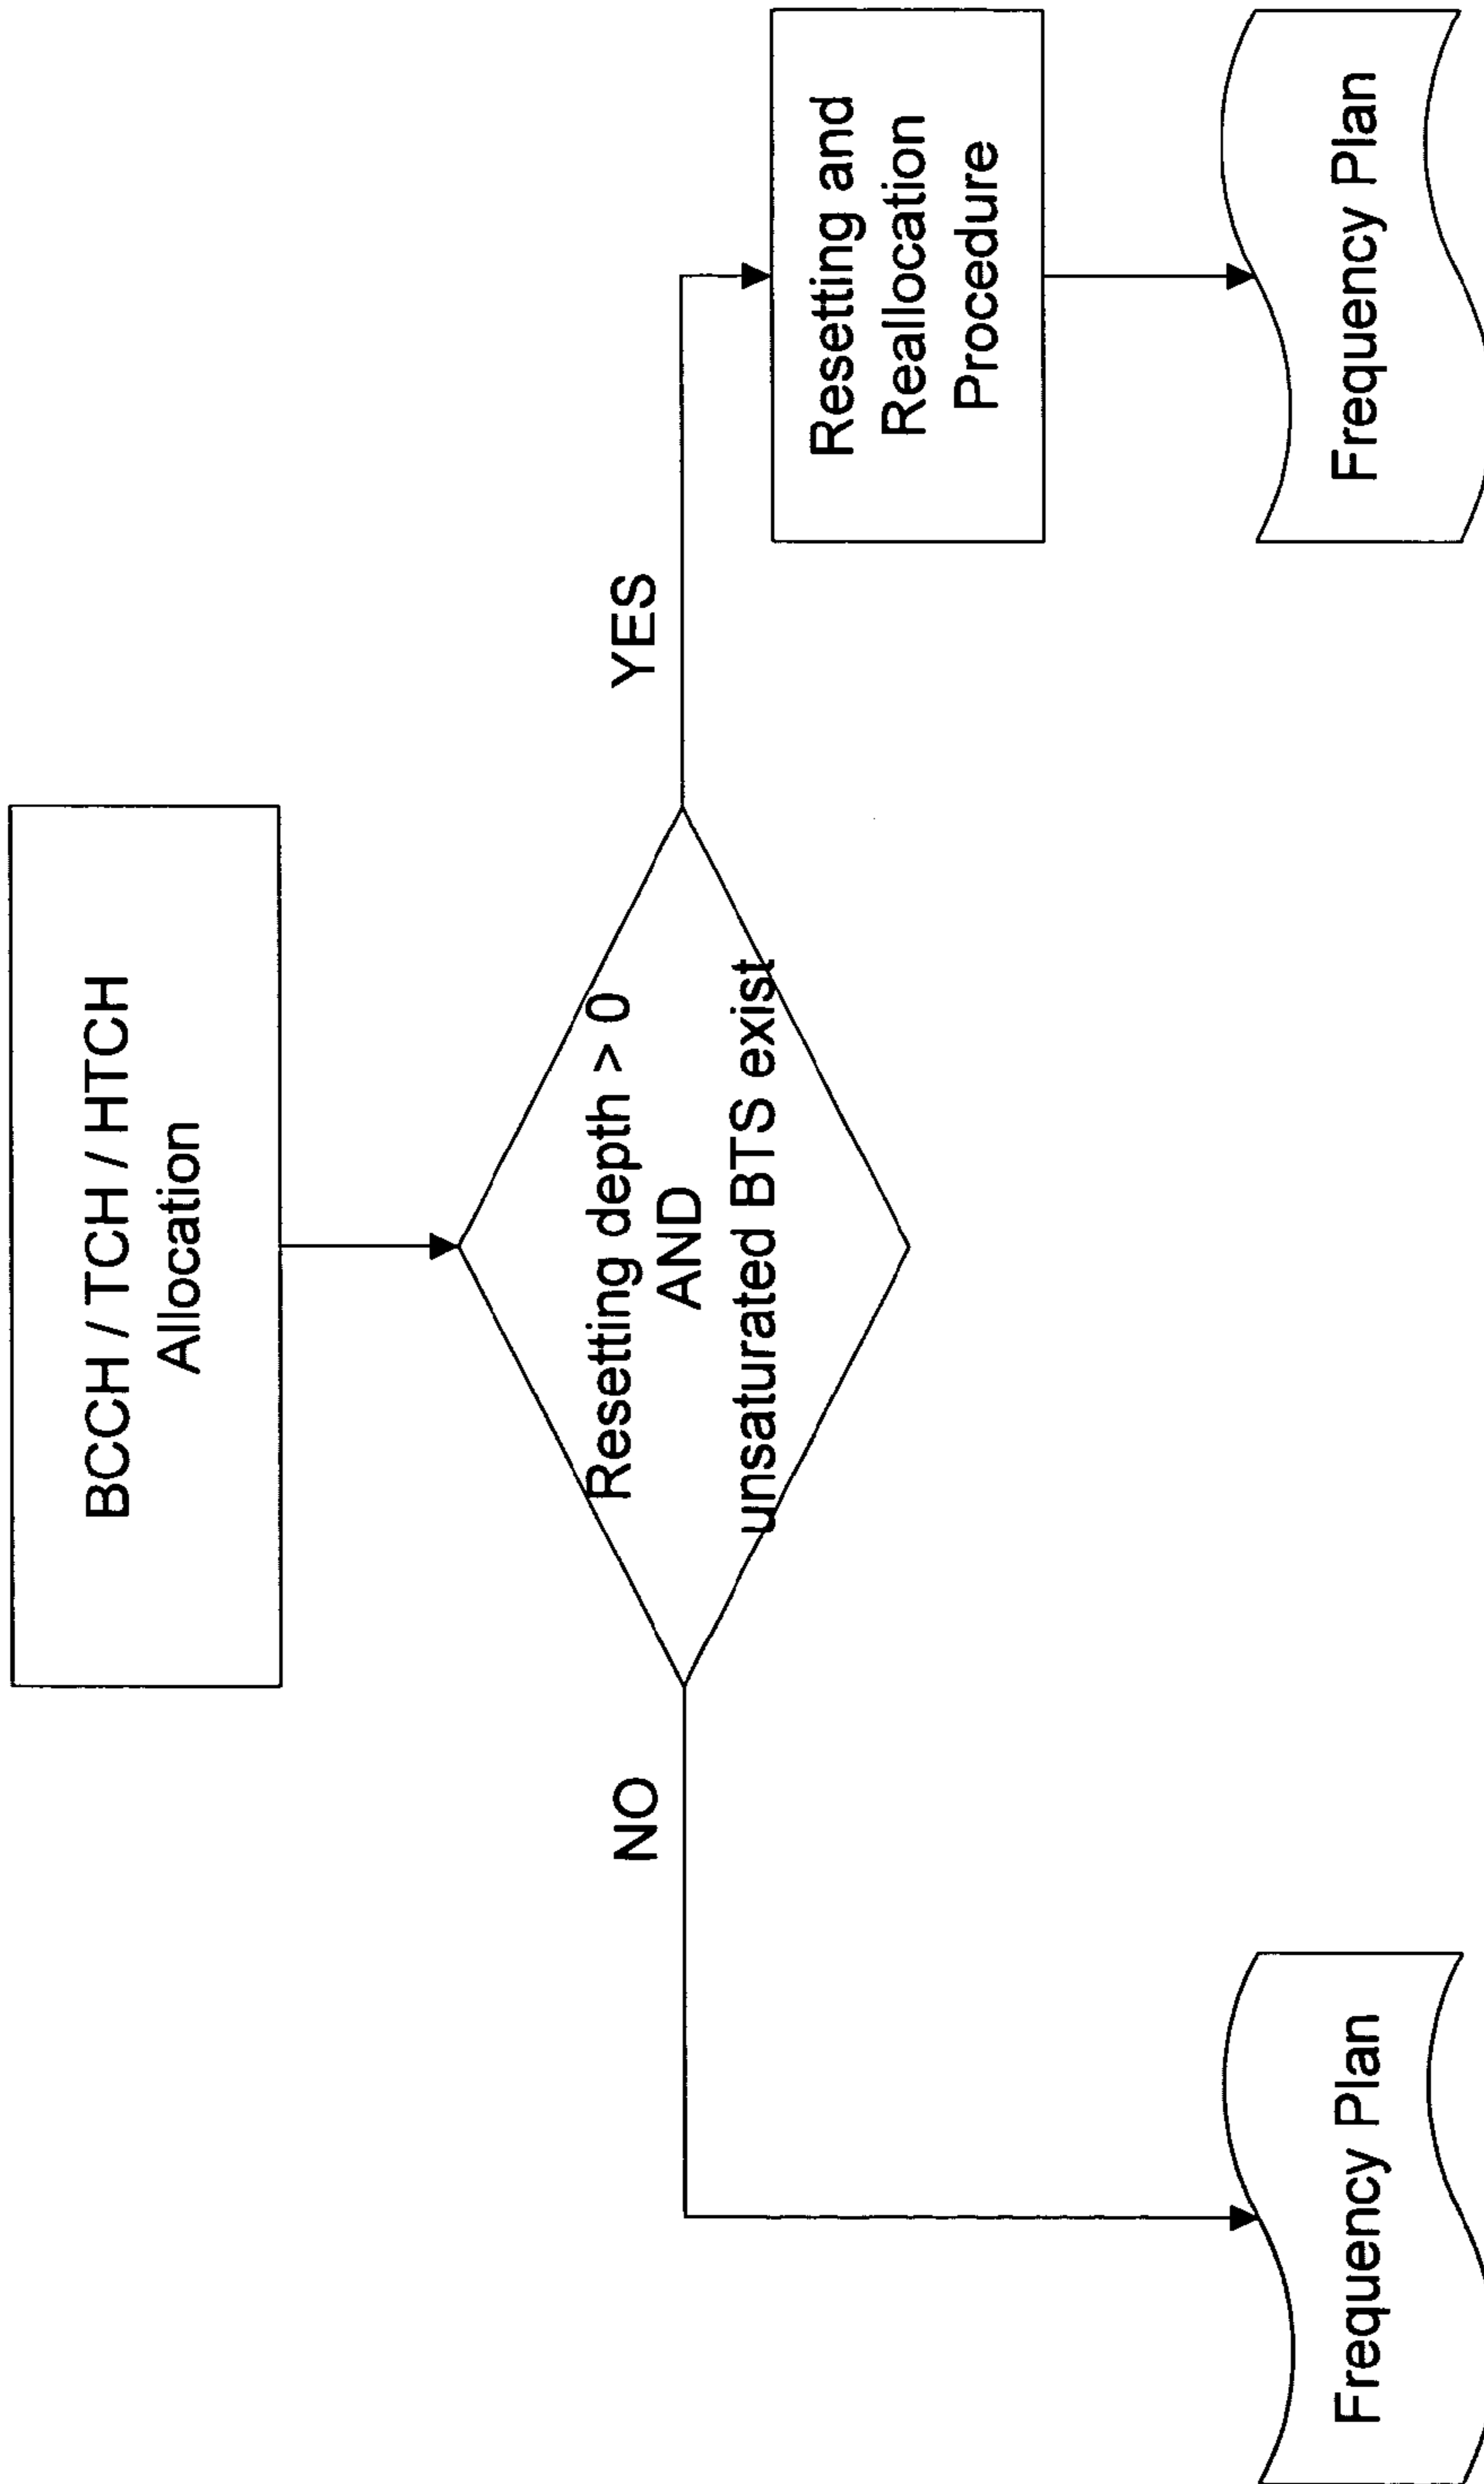 BCCH / TCH / HTCH
Allocation
Resetting depth > 0
AND
unsaturated BTS exist
NO
YES
Resetting and
Reallocation
Procedure
Frequency Plan
Frequency Plan